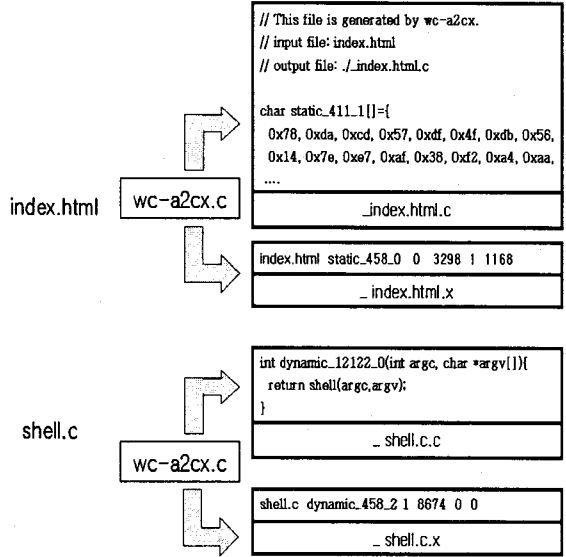 // This file is generated by wc-a2cx.
// input file: index.html
// output file: ./_index.html.c
char static_411_1[]={
0x78, 0xda, 0xcd, 0x57, 0xdf, 0x4f, 0xdb, 0x56,
0x14, 0x7e, 0xe7, 0xaf, 0x38, 0xf2, 0xa4, 0xaa,
....
_index.html.c
index.html
wc-a2cx.c
index.html static_458_0 0 3298 1 1168
_ index.html.x
int dynamic_12122_0(int argc, char *argv[]){
return shell(argc,argv);
}
_ shell.c.c
shell.c
wc-a2cx.c
shell.c dynamic_458_2 1 8674 0 0
_ shell.c.x